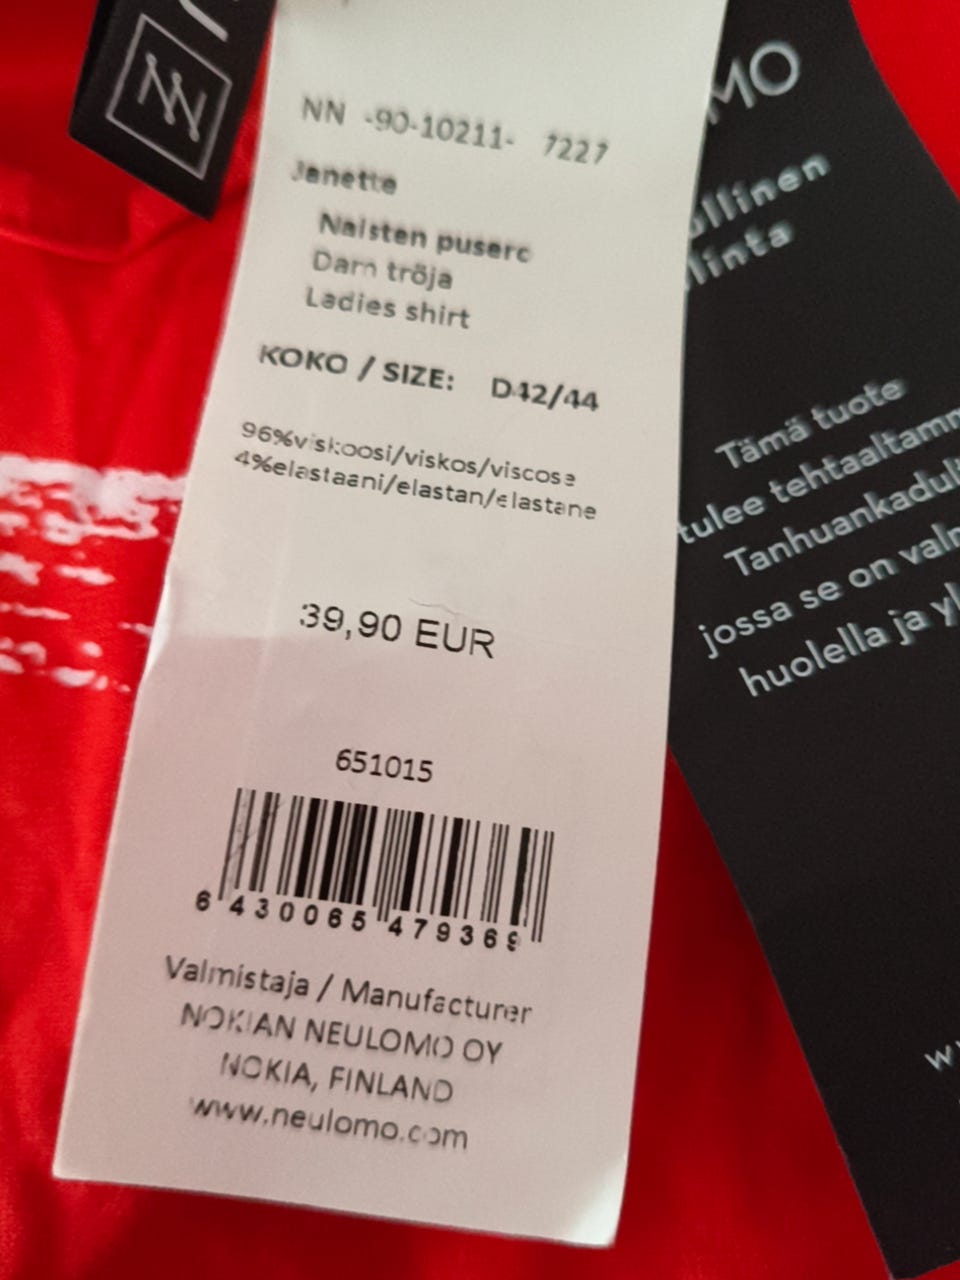 NN -90-10211- 7227
Janette
Naisten pusero
Dam tröja
Ladies shirt
KOKO / SIZE: D42/44
96%viskoosi/viskos/viscose
4%elastaani/elastan/elastane
39,90 EUR
651015
6 430065 479369
Valmistaja / Manufacturer
NOKIAN NEULOMO OY
NOKIA, FINLAND
www.neulomo.com
MO
llinen
linta
Tämä tuote
tulee tehtaaltamm
Tanhuankadul
jossa se on valm
huolella ja yl
w